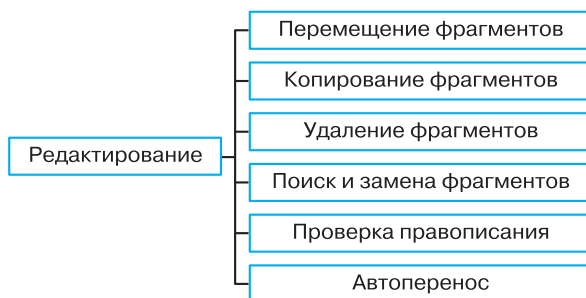 Перемещение фрагментов
Копирование фрагментов
Удаление фрагментов
Редактирование
Поиск и замена фрагментов
Проверка правописания
Автоперенос